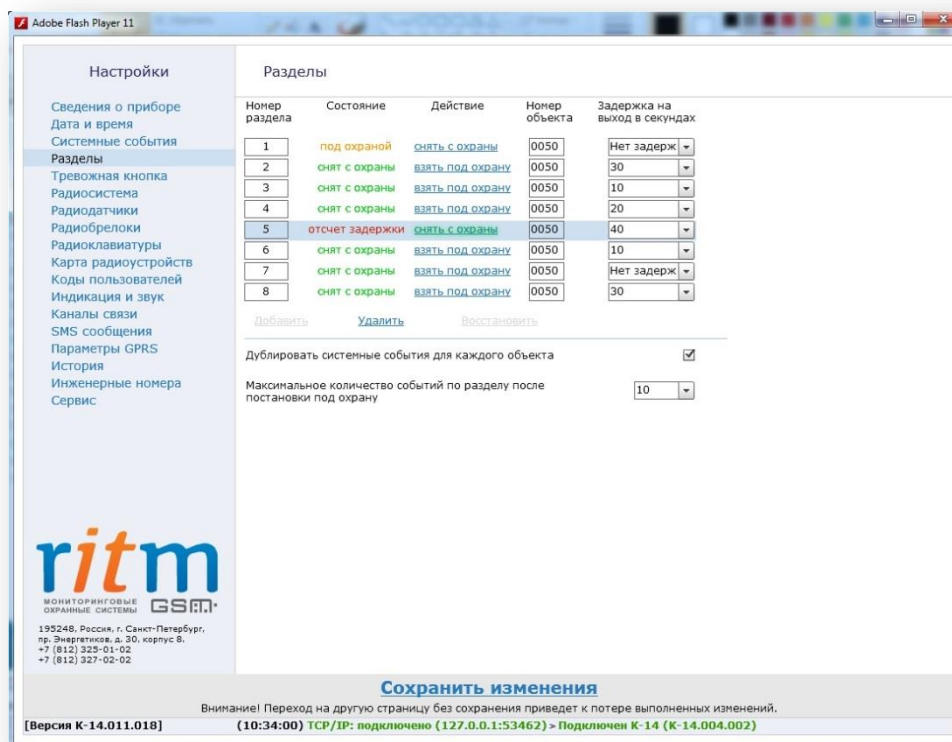 Adobe Flash Player 11
Настройки
Сведения о приборе
Дата и время
Системные события
Разделы
Тревожная кнопка
Радиосистема
Радиодатчики
Радиобрелоки
Радиоклавиатуры
Карта радиоустройств
Коды пользователей
Индикация и звук
Каналы связи
SMS сообщения
Параметры GPRS
История
Инженерные номера
Сервис
ritm
МОНИТОРИНГОВЫЕ
ОХРАННЫЕ СИСТЕМЫ GSM
195248, Россия, г. Санкт-Петербург,
пр. Энергетиков, д. 30, корпус 8.
+7 (812) 325-01-02
+7 (812) 327-02-02
Разделы
Номер раздела Состояние Действие Номер объекта Задержка на выход в секундах
1 под охраной снять с охраны 0050 Нет задерж
2 снят с охраны взять под охрану 0050 30
3 снят с охраны взять под охрану 0050 10
4 снят с охраны взять под охрану 0050 20
5 отсчет задержки снять с охраны 0050 40
6 снят с охраны взять под охрану 0050 10
7 снят с охраны взять под охрану 0050 Нет задерж
8 снят с охраны взять под охрану 0050 30
Добавить Удалить Восстановить
Дублировать системные события для каждого объекта
Максимальное количество событий по разделу после
постановки под охрану 10
Сохранить изменения
Внимание! Переход на другую страницу без сохранения приведет к потере выполненных изменений.
[Версия К-14.011.018] (10:34:00) TCP/IP: подключено (127.0.0.1:53462) > Подключен К-14 (К-14.004.002)